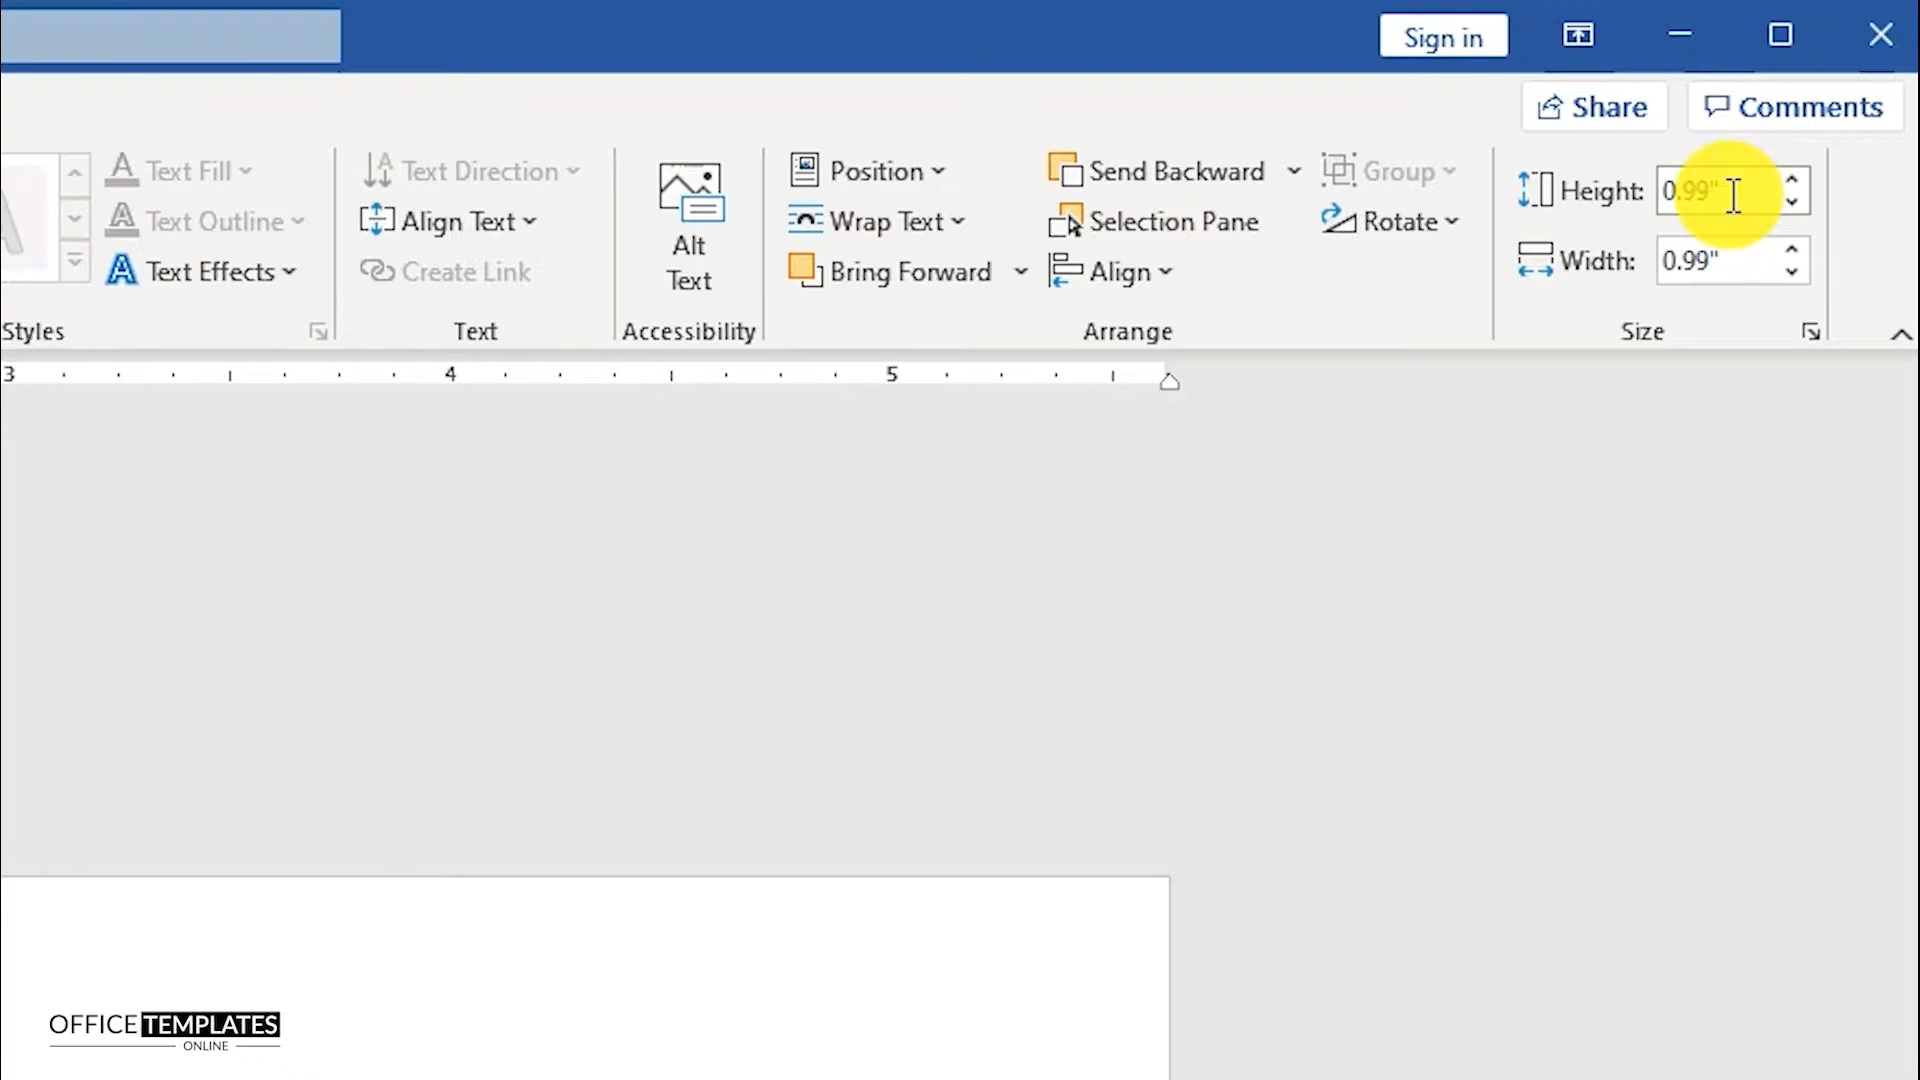 Sign in
Share
Comments
Text Fill
Text Direction
Position
Send Backward
Group
Height: 0.99"
Text Outline
Align Text
Wrap Text
Selection Pane
Rotate
Alt
Text
Width: 0.99"
Text Effects
Create Link
Bring Forward
Align
Styles
Text
Accessibility
Arrange
Size
3 4 5
OFFICE TEMPLATES
ONLINE